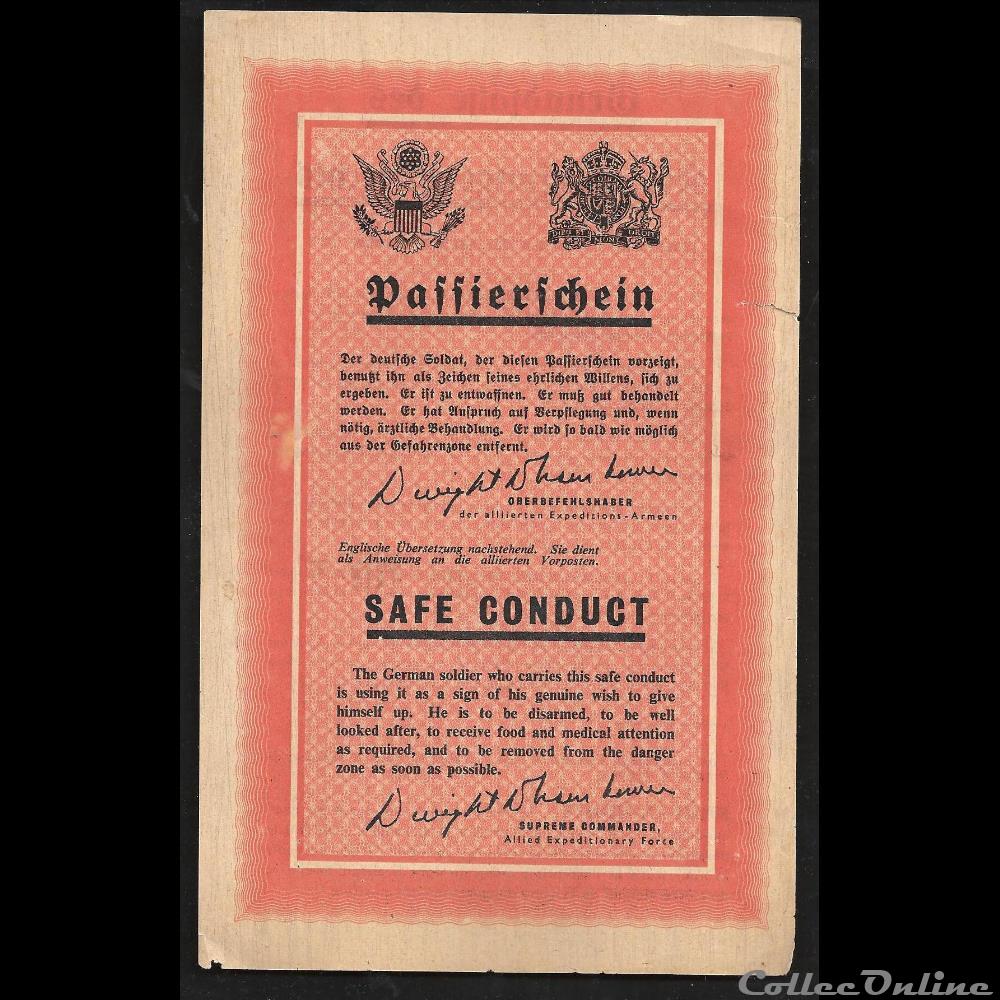 DIEU ET MON DROIT
Passierschein
Der deutsche Soldat, der diesen Passierschein vorzeigt,
benutzt ihn als Zeichen seines ehrlichen Willens, sich zu
ergeben. Er ist zu entwaffnen. Er muß gut behandelt
werden. Er hat Anspruch auf Verpflegung und, wenn
nötig, ärztliche Behandlung. Er wird so bald wie möglich
aus der Gefahrenzone entfernt.
Dwight D Eisenhower
OBERBEFEHLSHABER
der alliierten Expeditions-Armeen
Englische Übersetzung nachstehend. Sie dient
als Anweisung an die alliierten Vorposten.
SAFE CONDUCT
The German soldier who carries this safe conduct
is using it as a sign of his genuine wish to give
himself up. He is to be disarmed, to be well
looked after, to receive food and medical attention
as required, and to be removed from the danger
zone as soon as possible.
Dwight D Eisenhower
SUPREME COMMANDER,
Allied Expeditionary Force
CollecOnline